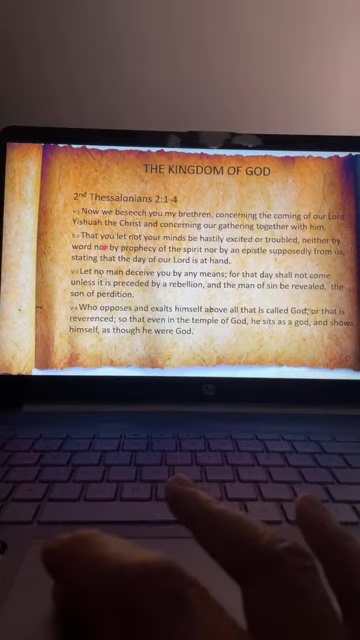 THE KINGDOM OF GOD
2nd Thessalonians 2:1-4
v.1 Now we beseech you my brethren, concerning the coming of our Lord
Yishuah the Christ and concerning our gathering together with him,
v.2 That you let not your minds be hastily excited or troubled, neither by
word nor by prophecy of the spirit nor by an epistle supposedly from us,
stating that the day of our Lord is at hand.
v.3 Let no man deceive you by any means; for that day shall not come
unless it is preceded by a rebellion, and the man of sin be revealed, the
son of perdition.
v.4 Who opposes and exalts himself above all that is called God, or that is
reverenced; so that even in the temple of God, he sits as a god, and shows
himself, as though he were God.
hp